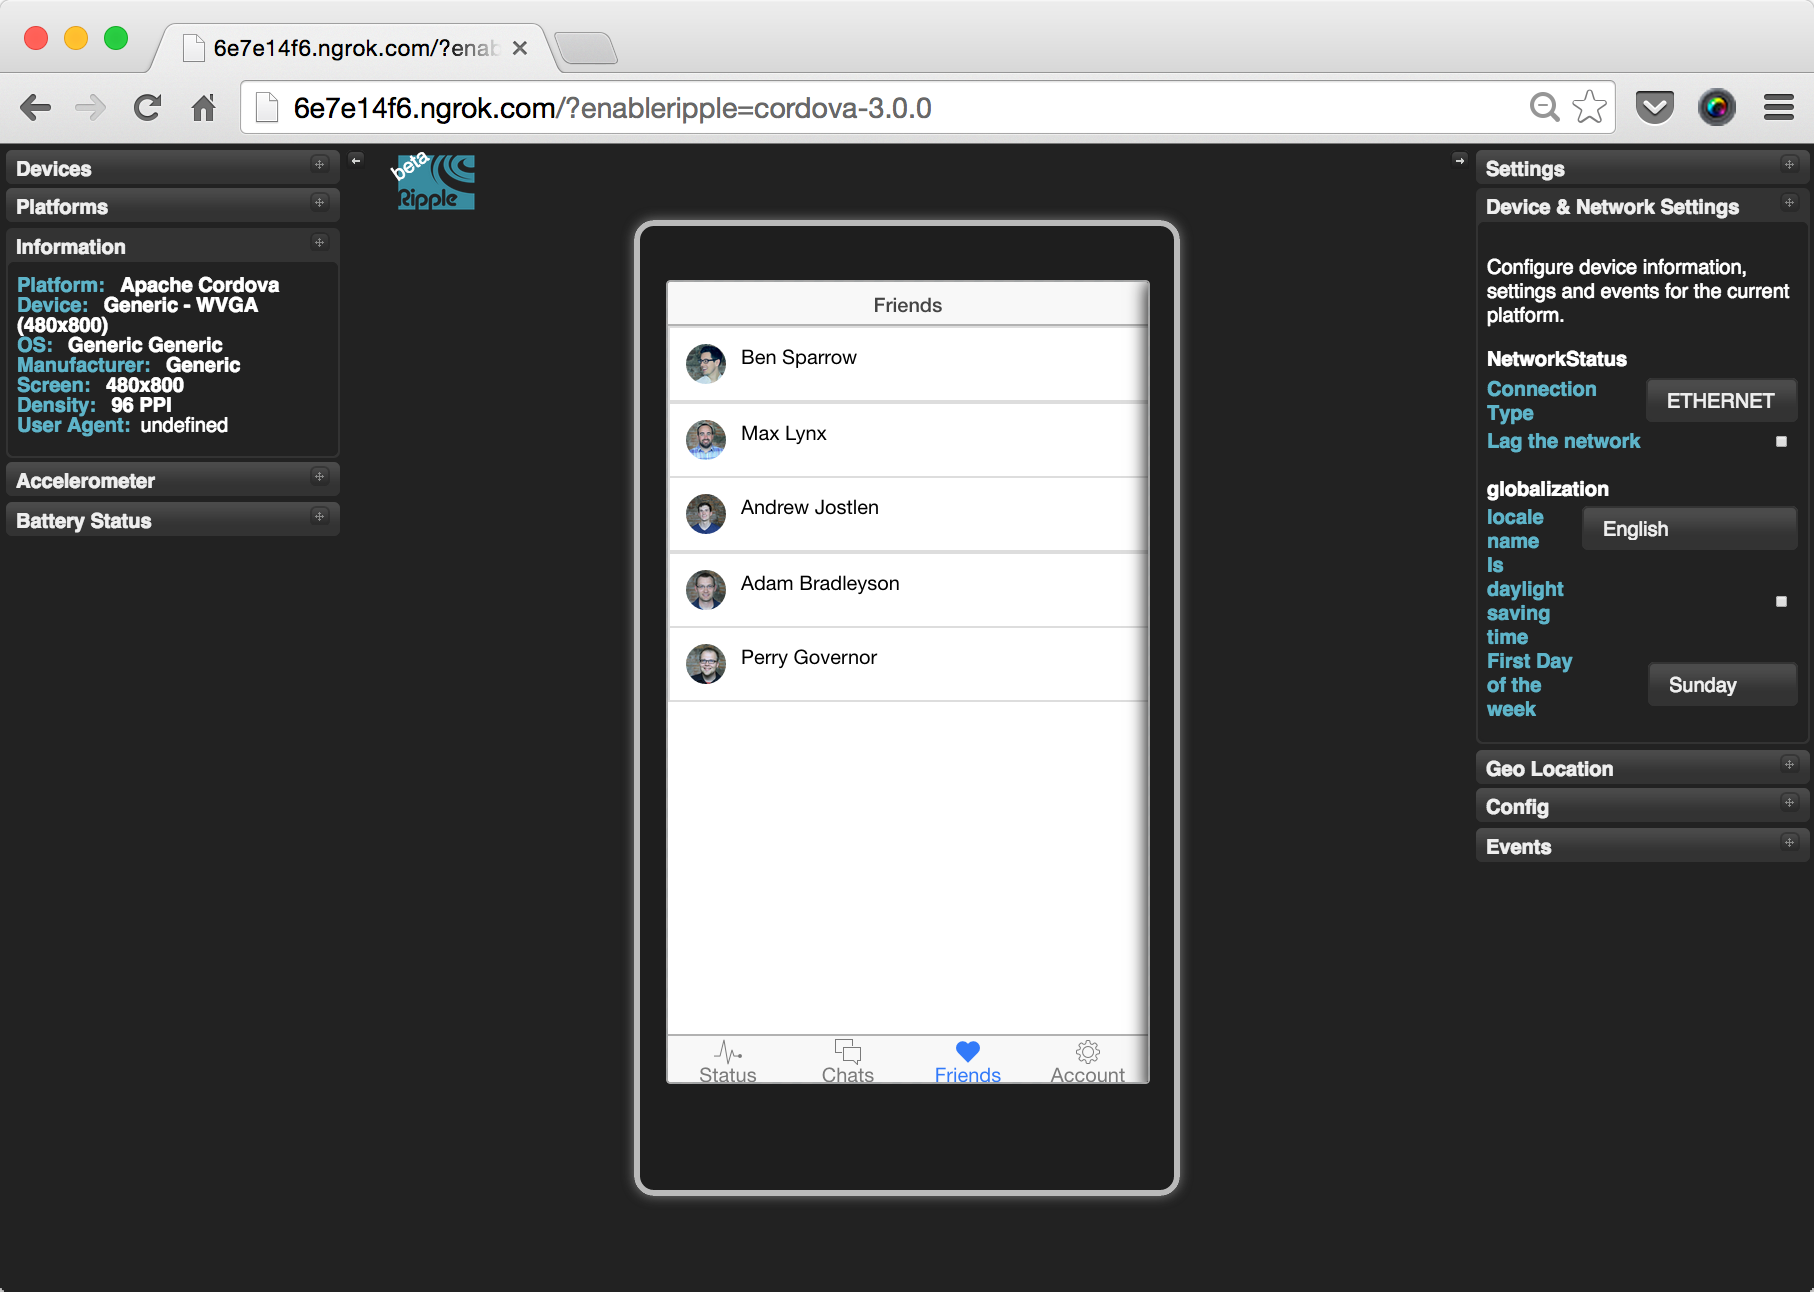 6e7e14f6.ngrok.com/?enab
6e7e14f6.ngrok.com/?enableripple=cordova-3.0.0
Devices
Platforms
Information
Platform: Apache Cordova
Device: Generic - WVGA
(480x800)
OS: Generic Generic
Manufacturer: Generic
Screen: 480x800
Density: 96 PPI
User Agent: undefined
Accelerometer
Battery Status
beta
Ripple
Friends
Ben Sparrow
Max Lynx
Andrew Jostlen
Adam Bradleyson
Perry Governor
Status Chats Friends Account
Settings
Device & Network Settings
Configure device information,
settings and events for the current
platform.
NetworkStatus
Connection
Type
ETHERNET
Lag the network
globalization
locale
name
English
Is
daylight
saving
time
First Day
of the
week
Sunday
Geo Location
Config
Events